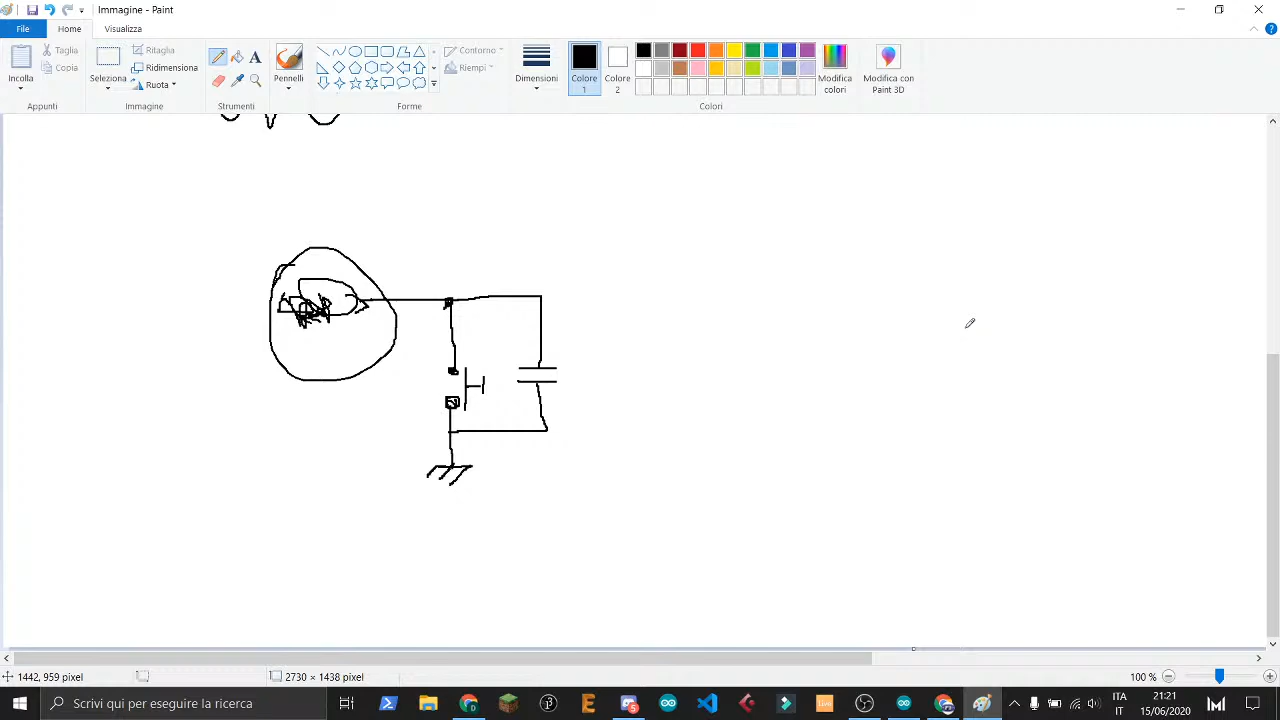 Immagine - Paint
File Home Visualizza
Incolla
Taglia
Copia
Appunti
Seleziona
Ritaglia
Ridimensiona
Ruota
Immagine
A
Strumenti
Pennelli
Contorno
Riempi
Forme
Dimensioni
Colore 1
Colore 2
Modifica colori
Modifica con Paint 3D
Colori
1442, 959 pixel
2730 × 1438 pixel
100 %
Scrivi qui per eseguire la ricerca
ITA
IT
21:21
15/06/2020